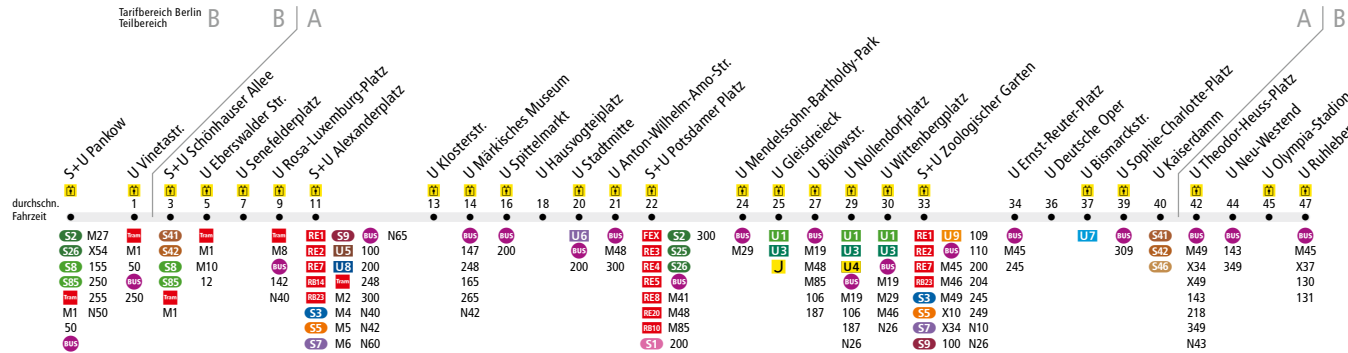 Tarifbereich Berlin
Teilbereich
B B A A B
S+U Pankow
U Vinetastr.
S+U Schönhauser Allee
U Eberswalder Str.
U Senefelderplatz
U Rosa-Luxemburg-Platz
S+U Alexanderplatz
U Klosterstr.
U Märkisches Museum
U Spittelmarkt
U Hausvogteiplatz
U Stadtmitte
U Anton-Wilhelm-Amo-Str.
S+U Potsdamer Platz
U Mendelssohn-Bartholdy-Park
U Gleisdreieck
U Bülowstr.
U Nollendorfplatz
U Wittenbergplatz
S+U Zoologischer Garten
U Ernst-Reuter-Platz
U Deutsche Oper
U Bismarckstr.
U Sophie-Charlotte-Platz
U Kaiserdamm
U Theodor-Heuss-Platz
U Neu-Westend
U Olympia-Stadion
U Ruhleben
durchschn.
Fahrzeit
1 3 5 7 9 11 13 14 16 18 20 21 22 24 25 27 29 30 33 34 36 37 39 40 42 44 45 47
S2 M27
S26 X54
S8 155
S85 250
Tram 255
M1 N50
50
BUS
Tram
M1
50
BUS
250
S41
S42
S8
S85
Tram
M1
Tram
M1
M10
12
Tram
M8
BUS
142
N40
RE1 S9 BUS N65
RE2 U5 100
RE7 U8 200
RB14 Tram 248
RB23 M2 300
S3 M4 N40
S5 M5 N42
S7 M6 N60
BUS
147
248
165
265
N42
BUS
200
U6
BUS
200
BUS
M48
300
FEX S2 300
RE3 S25
RE4 S26
RE5 BUS
RE8 M41
RE20 M48
RB10 M85
S1 200
BUS
M29
U1
U3
BUS
M19
M48
M85
106
187
U1
U3
U4
BUS
M19
106
187
N26
U1
U3
BUS
M19
M29
M46
N26
RE1 U9 109
RE2 BUS 110
RE7 M45 200
RB23 M46 204
S3 M49 245
S5 X10 249
S7 X34 N10
S9 100 N26
BUS
M45
245
U7
BUS
309
S41
S42
S46
BUS
M49
X34
X49
143
218
349
N43
BUS
143
349
BUS
M45
X37
130
131